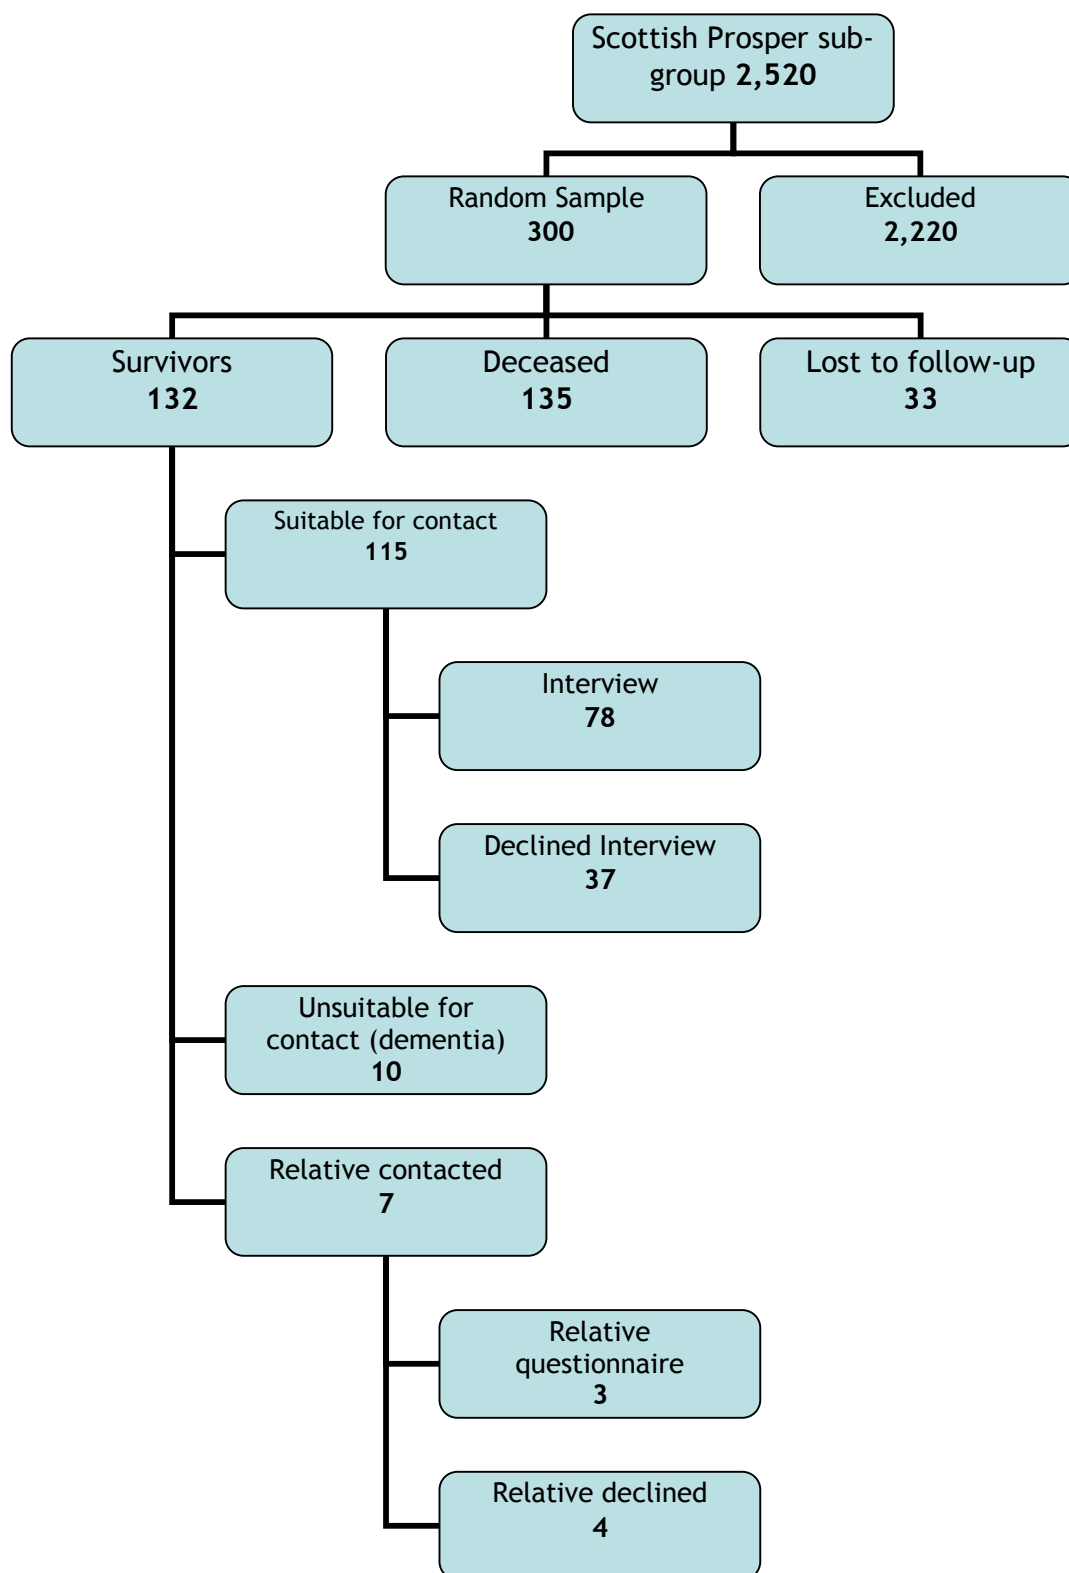 Scottish Prosper sub-
group 2,520
Random Sample
300
Excluded
2,220
Survivors
132
Deceased
135
Lost to follow-up
33
Suitable for contact
115
Interview
78
Declined Interview
37
Unsuitable for
contact (dementia)
10
Relative contacted
7
Relative
questionnaire
3
Relative declined
4